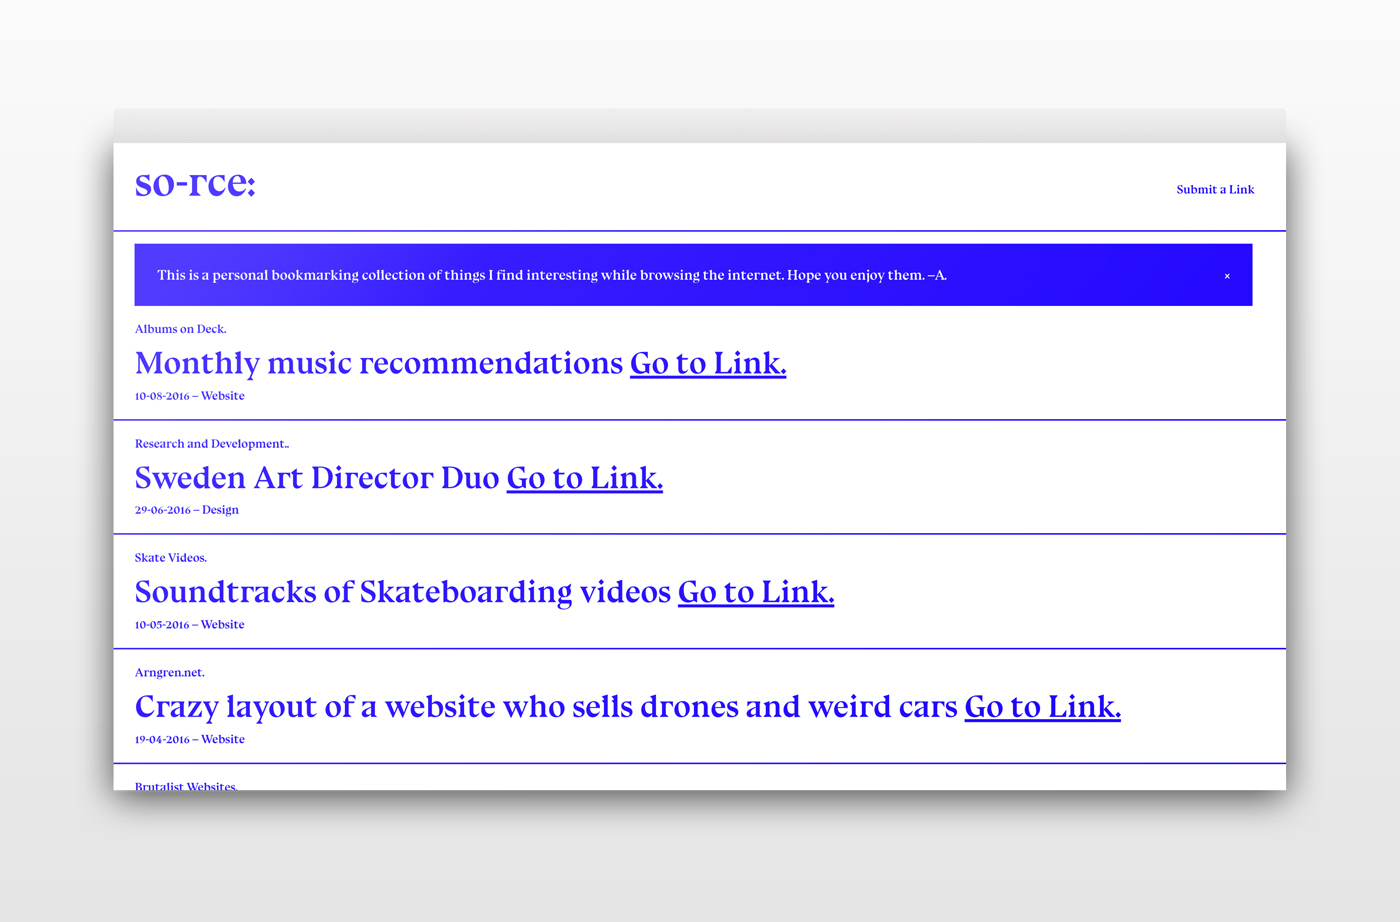 so-rce:
Submit a Link
This is a personal bookmarking collection of things I find interesting while browsing the internet. Hope you enjoy them. –A.
×
Albums on Deck.
Monthly music recommendations Go to Link.
10-08-2016 – Website
Research and Development..
Sweden Art Director Duo Go to Link.
29-06-2016 – Design
Skate Videos.
Soundtracks of Skateboarding videos Go to Link.
10-05-2016 – Website
Arngren.net.
Crazy layout of a website who sells drones and weird cars Go to Link.
19-04-2016 – Website
Brutalist Websites.